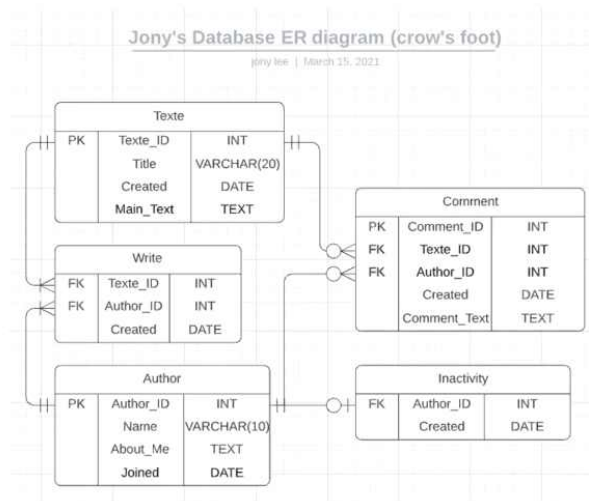 Jony's Database ER diagram (crow's foot)
jony lee | March 15, 2021
Texte
PK Texte_ID INT
Title VARCHAR(20)
Created DATE
Main_Text TEXT
Write
FK Texte_ID INT
FK Author_ID INT
Created DATE
Author
PK Author_ID INT
Name VARCHAR(10)
About_Me TEXT
Joined DATE
Comment
PK Comment_ID INT
FK Texte_ID INT
FK Author_ID INT
Created DATE
Comment_Text TEXT
Inactivity
FK Author_ID INT
Created DATE